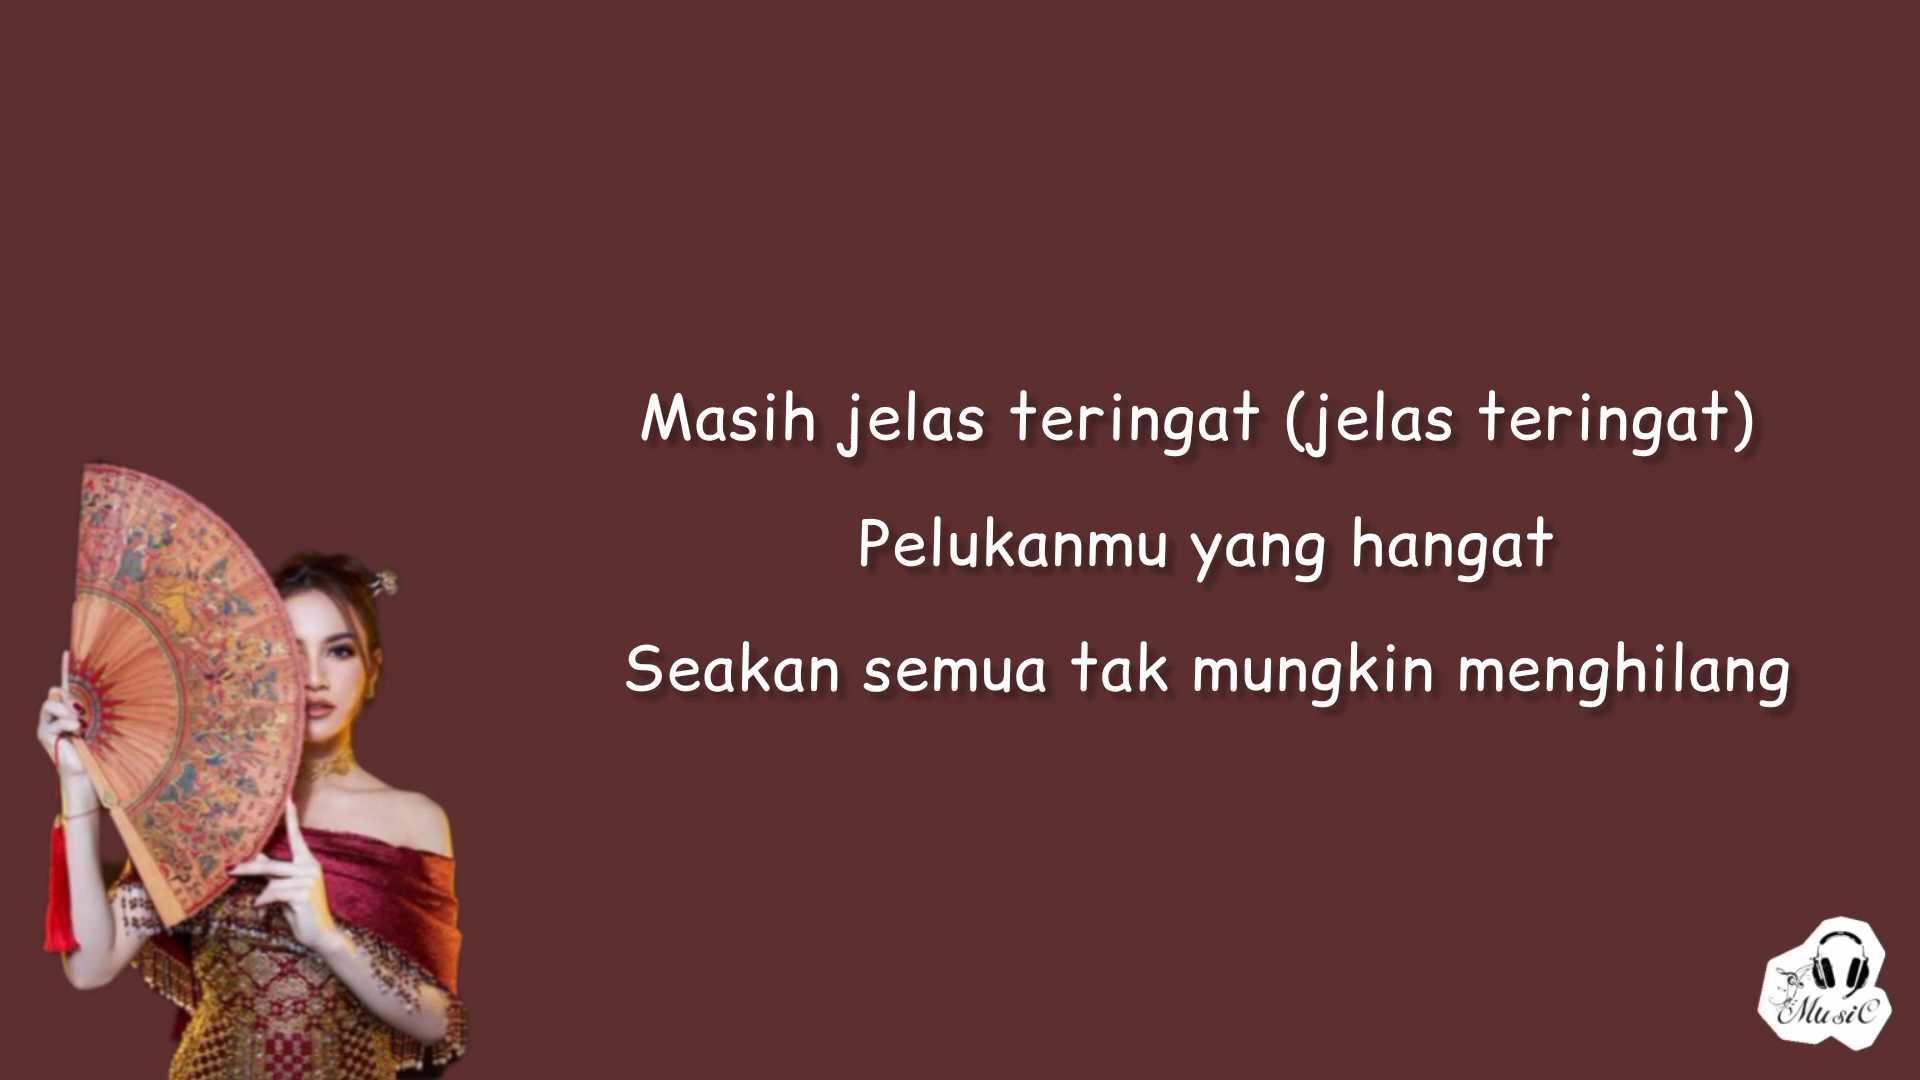 Masih jelas teringat (jelas teringat)
Pelukanmu yang hangat
Seakan semua tak mungkin menghilang
MusiC